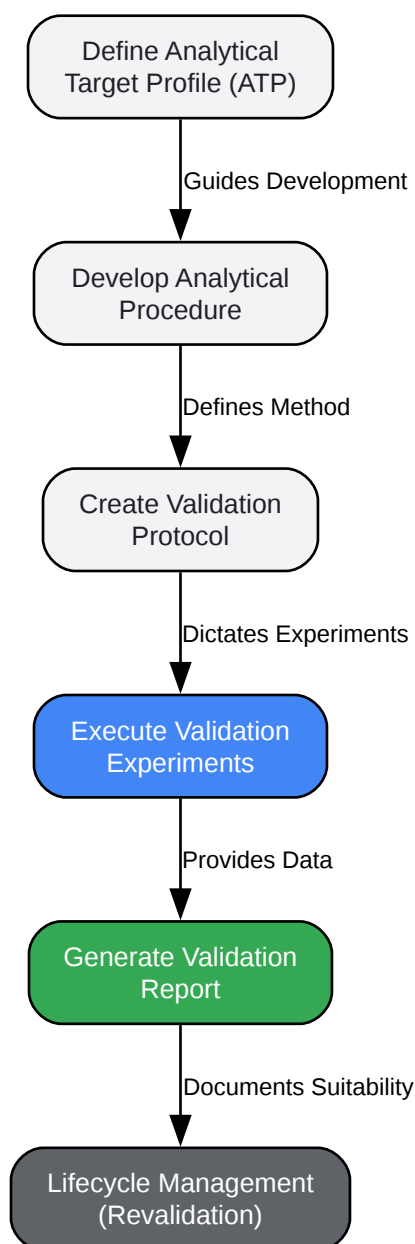 Define Analytical
Target Profile (ATP)
Guides Development
Develop Analytical
Procedure
Defines Method
Create Validation
Protocol
Dictates Experiments
Execute Validation
Experiments
Provides Data
Generate Validation
Report
Documents Suitability
Lifecycle Management
(Revalidation)